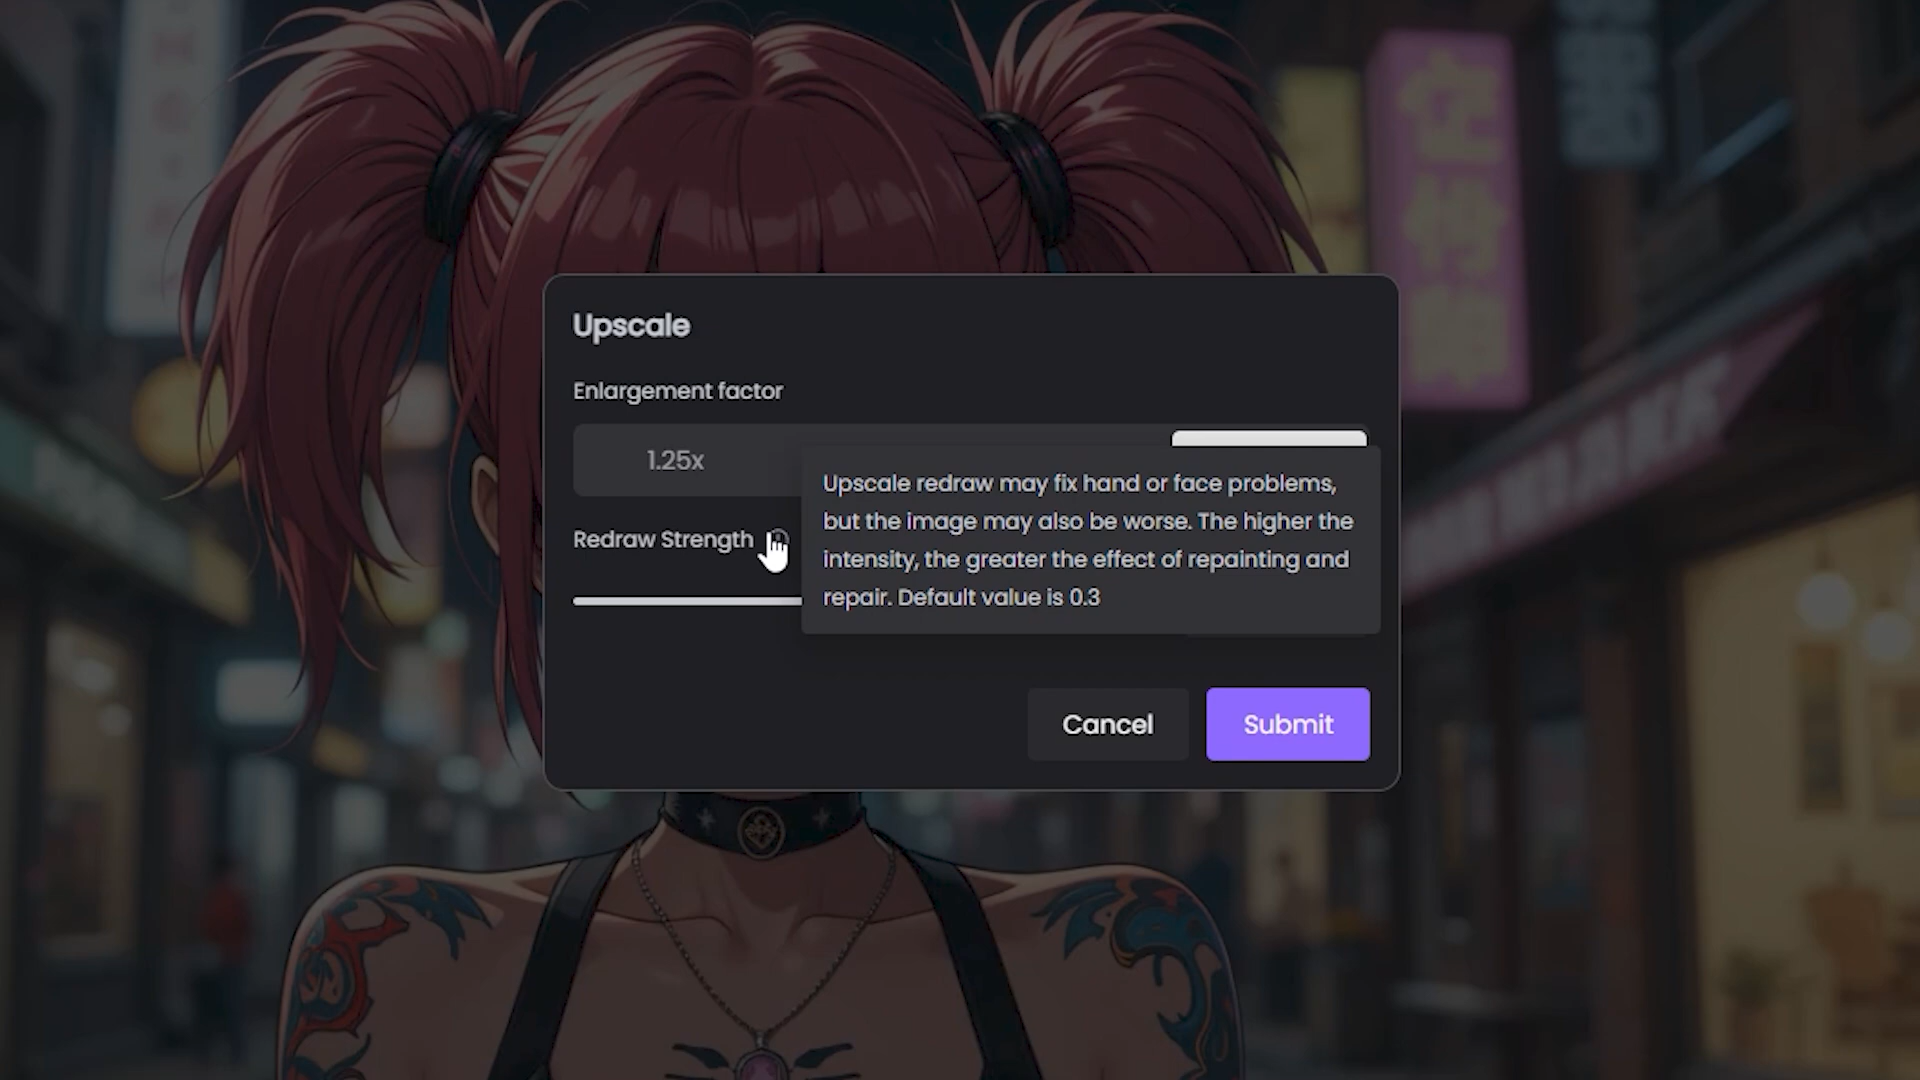 Upscale
Enlargement factor
1.25x
Redraw Strength
Upscale redraw may fix hand or face problems,
but the image may also be worse. The higher the
intensity, the greater the effect of repainting and
repair. Default value is 0.3
Cancel
Submit